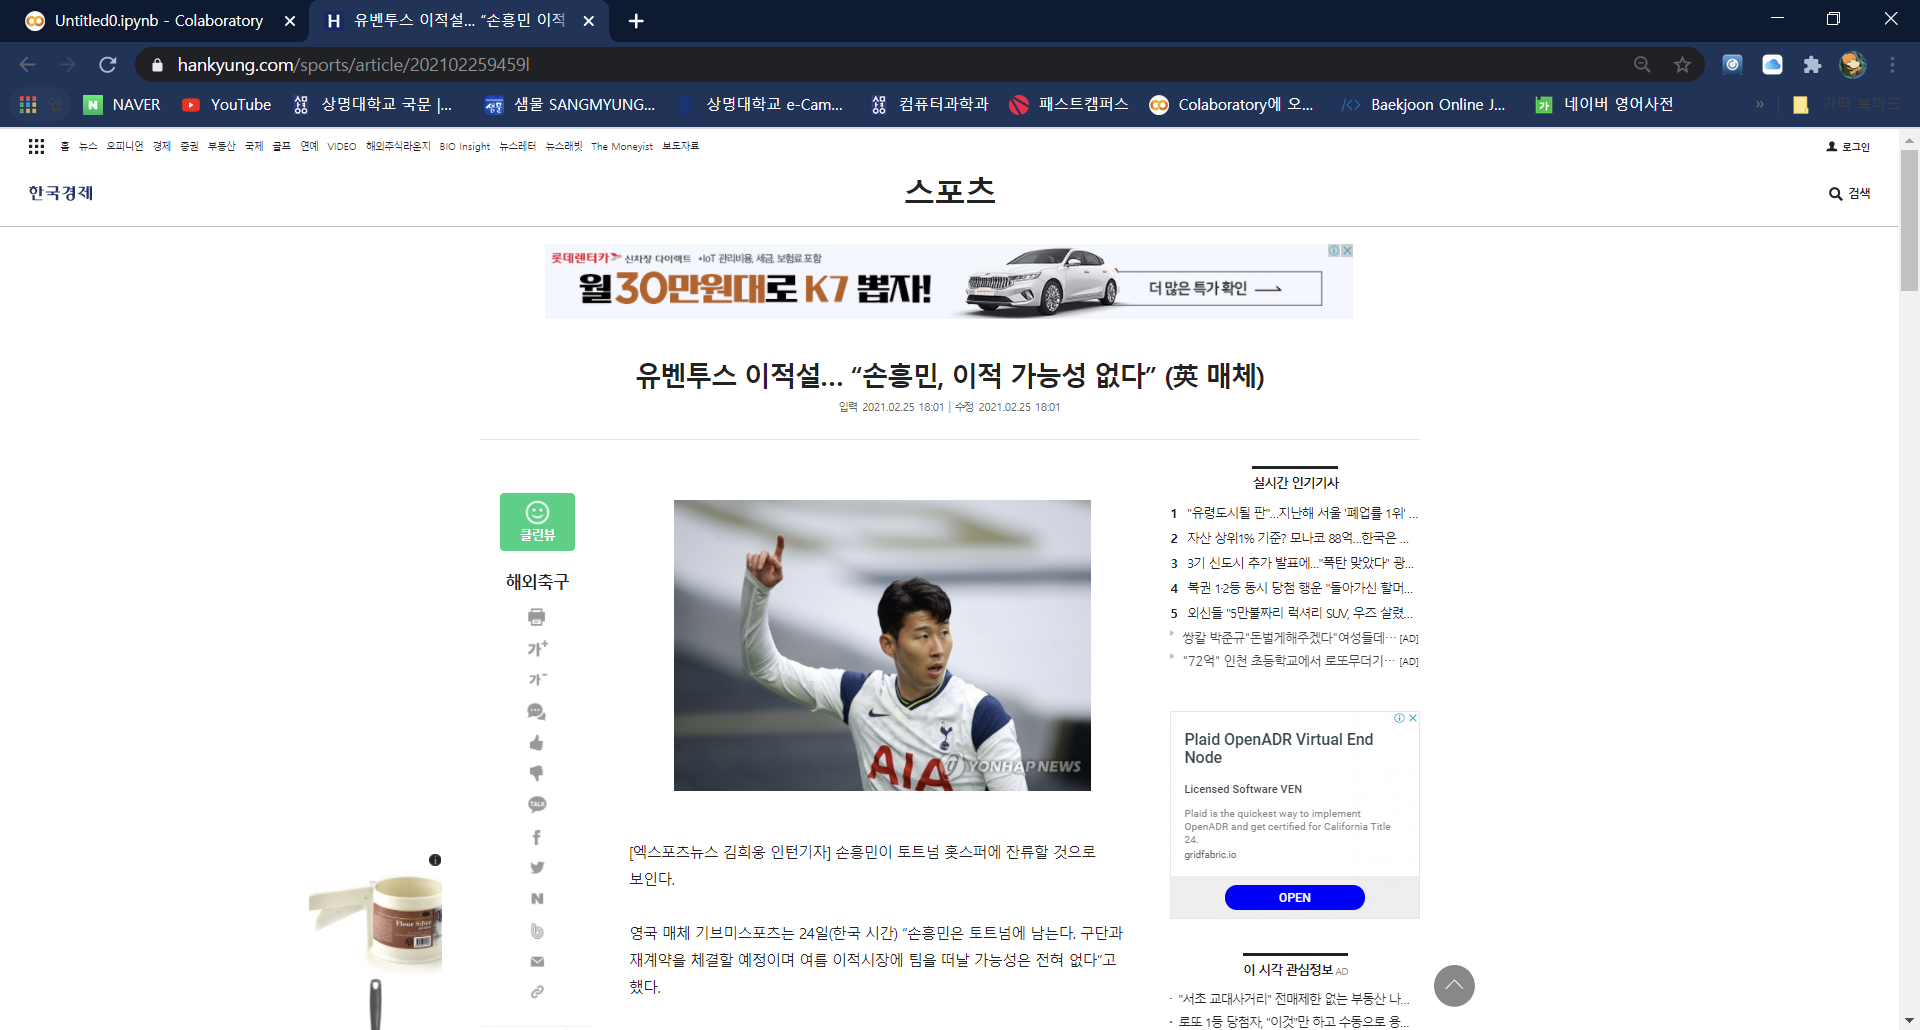 Untitled0.ipynb - Colaboratory
유벤투스 이적설... “손흥민 이적
hankyung.com/sports/article/202102259459l
앱 NAVER YouTube 상명대학교 국문 |... 샘물 SANGMYUNG... 상명대학교 e-Cam... 컴퓨터과학과 패스트캠퍼스 Colaboratory에 오... Baekjoon Online J... 네이버 영어사전 » 기타 북마크
홈 뉴스 오피니언 경제 증권 부동산 국제 골프 연예 VIDEO 해외주식라운지 BIO Insight 뉴스레터 뉴스래빗 The Moneyist 보도자료
로그인
한국경제
스포츠
검색
롯데렌터카 신차장 다이렉트 •IoT 관리비용, 세금, 보험료 포함
월 30만원대로 K7 뽑자!
더 많은 특가 확인
유벤투스 이적설... “손흥민, 이적 가능성 없다” (英 매체)
입력 2021.02.25 18:01 | 수정 2021.02.25 18:01
클린뷰
해외축구
가+
가-
TALK
AIA
YONHAP NEWS
[엑스포츠뉴스 김희웅 인턴기자] 손흥민이 토트넘 홋스퍼에 잔류할 것으로
보인다.
영국 매체 기브미스포츠는 24일(한국 시간) “손흥민은 토트넘에 남는다. 구단과
재계약을 체결할 예정이며 여름 이적시장에 팀을 떠날 가능성은 전혀 없다”고
했다.
실시간 인기기사
1 "유령도시될 판"…지난해 서울 '폐업률 1위' ...
2 자산 상위1% 기준? 모나코 88억…한국은 ...
3 3기 신도시 추가 발표에…"폭탄 맞았다" 광...
4 복권 1·2등 동시 당첨 행운 "돌아가신 할머...
5 외신들 "5만불짜리 럭셔리 SUV, 우즈 살렸...
쌍칼 박준규"돈벌게해주겠다"여성들데… [AD]
"72억" 인천 초등학교에서 로또무더기… [AD]
Plaid OpenADR Virtual End
Node
Licensed Software VEN
Plaid is the quickest way to implement
OpenADR and get certified for California Title
24.
gridfabric.io
OPEN
이 시각 관심정보 AD
· "서초 교대사거리" 전매제한 없는 부동산 나...
· 로또 1등 당첨자, "이것"만 하고 수동으로 용...
Flour Sifter